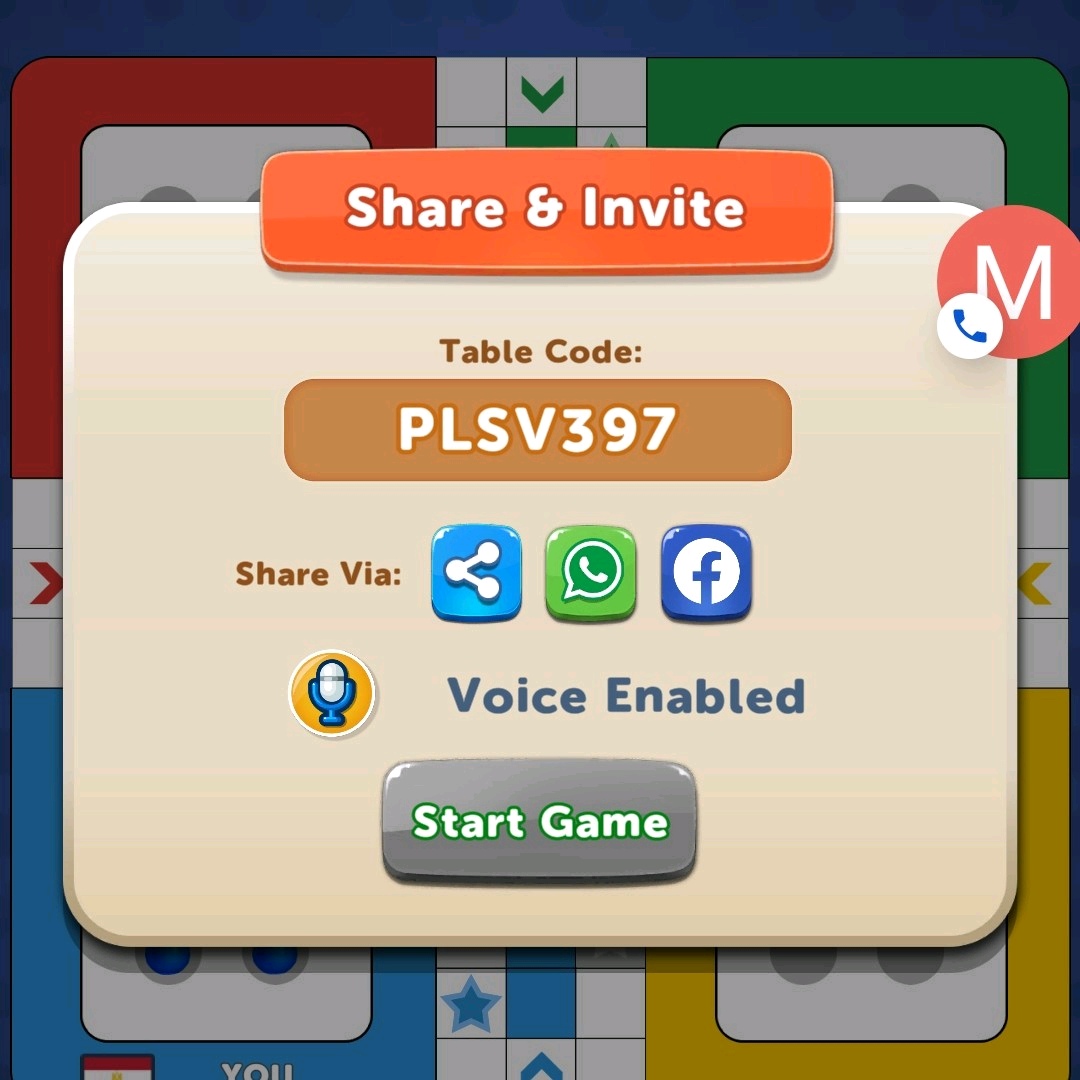 Share & Invite
M
Table Code:
PLSV397
Share Via:
Voice Enabled
Start Game
YOU